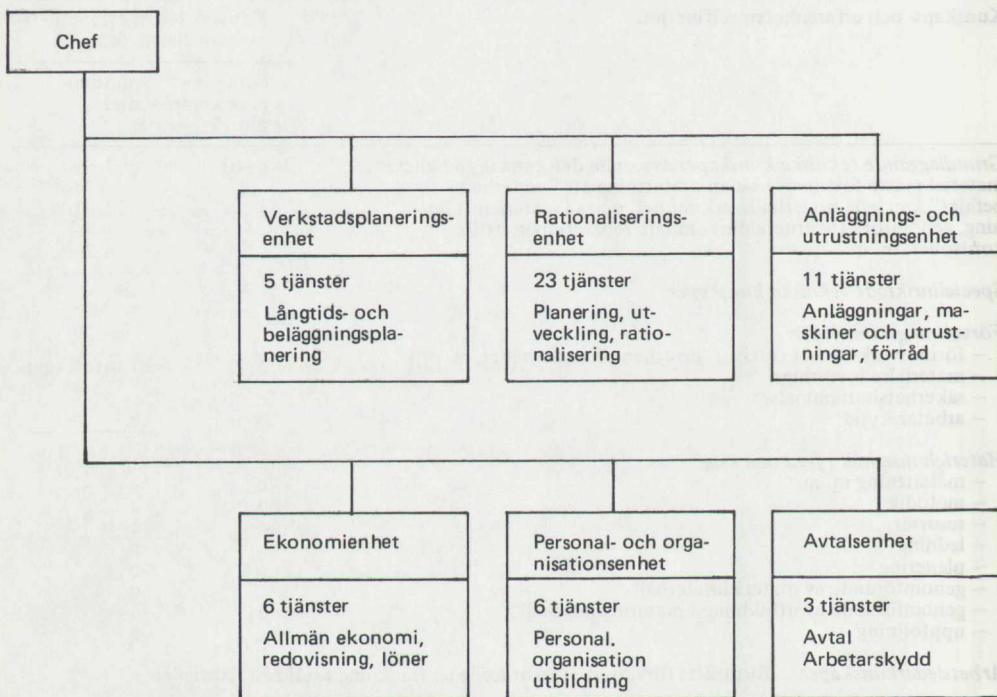 Chef
Verkstadsplanerings-
enhet
5 tjänster
Långtids- och
beläggningspla-
nering
Rationaliserings-
enhet
23 tjänster
Planering, ut-
veckling, ratio-
nalisering
Anläggnings- och
utrustningsenhet
11 tjänster
Anläggningar, ma-
skiner och utrust-
ningar, förråd
Ekonomienhet
6 tjänster
Allmän ekonomi,
redovisning, löner
Personal- och orga-
nisationsenhet
6 tjänster
Personal.
organisation
utbildning
Avtalsenhet
3 tjänster
Avtal
Arbetarskydd